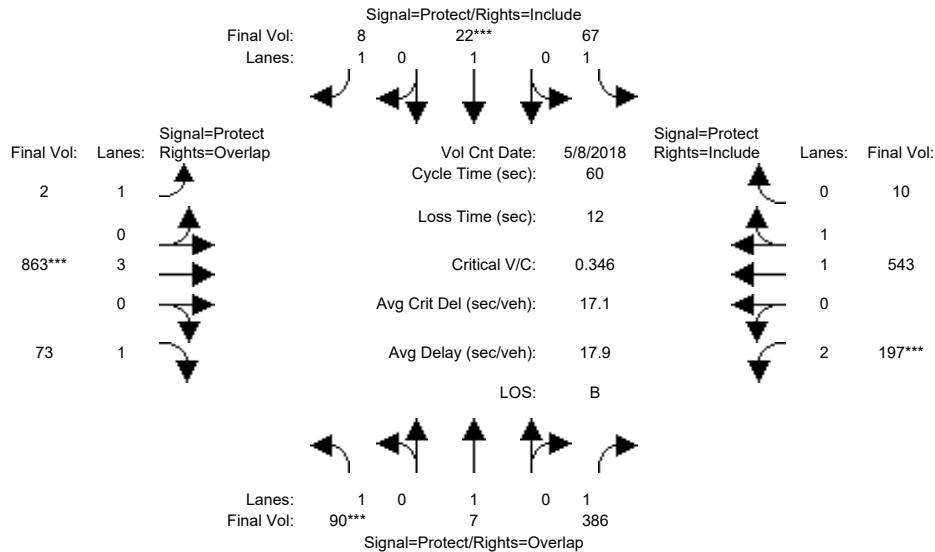 Signal=Protect/Rights=Include
Final Vol: 8 22*** 67
Lanes: 1 0 1 0 1
Signal=Protect
Final Vol: Lanes: Rights=Overlap
Vol Cnt Date: 5/8/2018
Signal=Protect
Rights=Include Lanes: Final Vol:
Cycle Time (sec): 60
2 1
0 10
Loss Time (sec): 12
0
1
863*** 3
Critical V/C: 0.346
1 543
0
Avg Crit Del (sec/veh): 17.1
0
73 1
Avg Delay (sec/veh): 17.9
2 197***
LOS: B
Lanes: 1 0 1 0 1
Final Vol: 90*** 7 386
Signal=Protect/Rights=Overlap